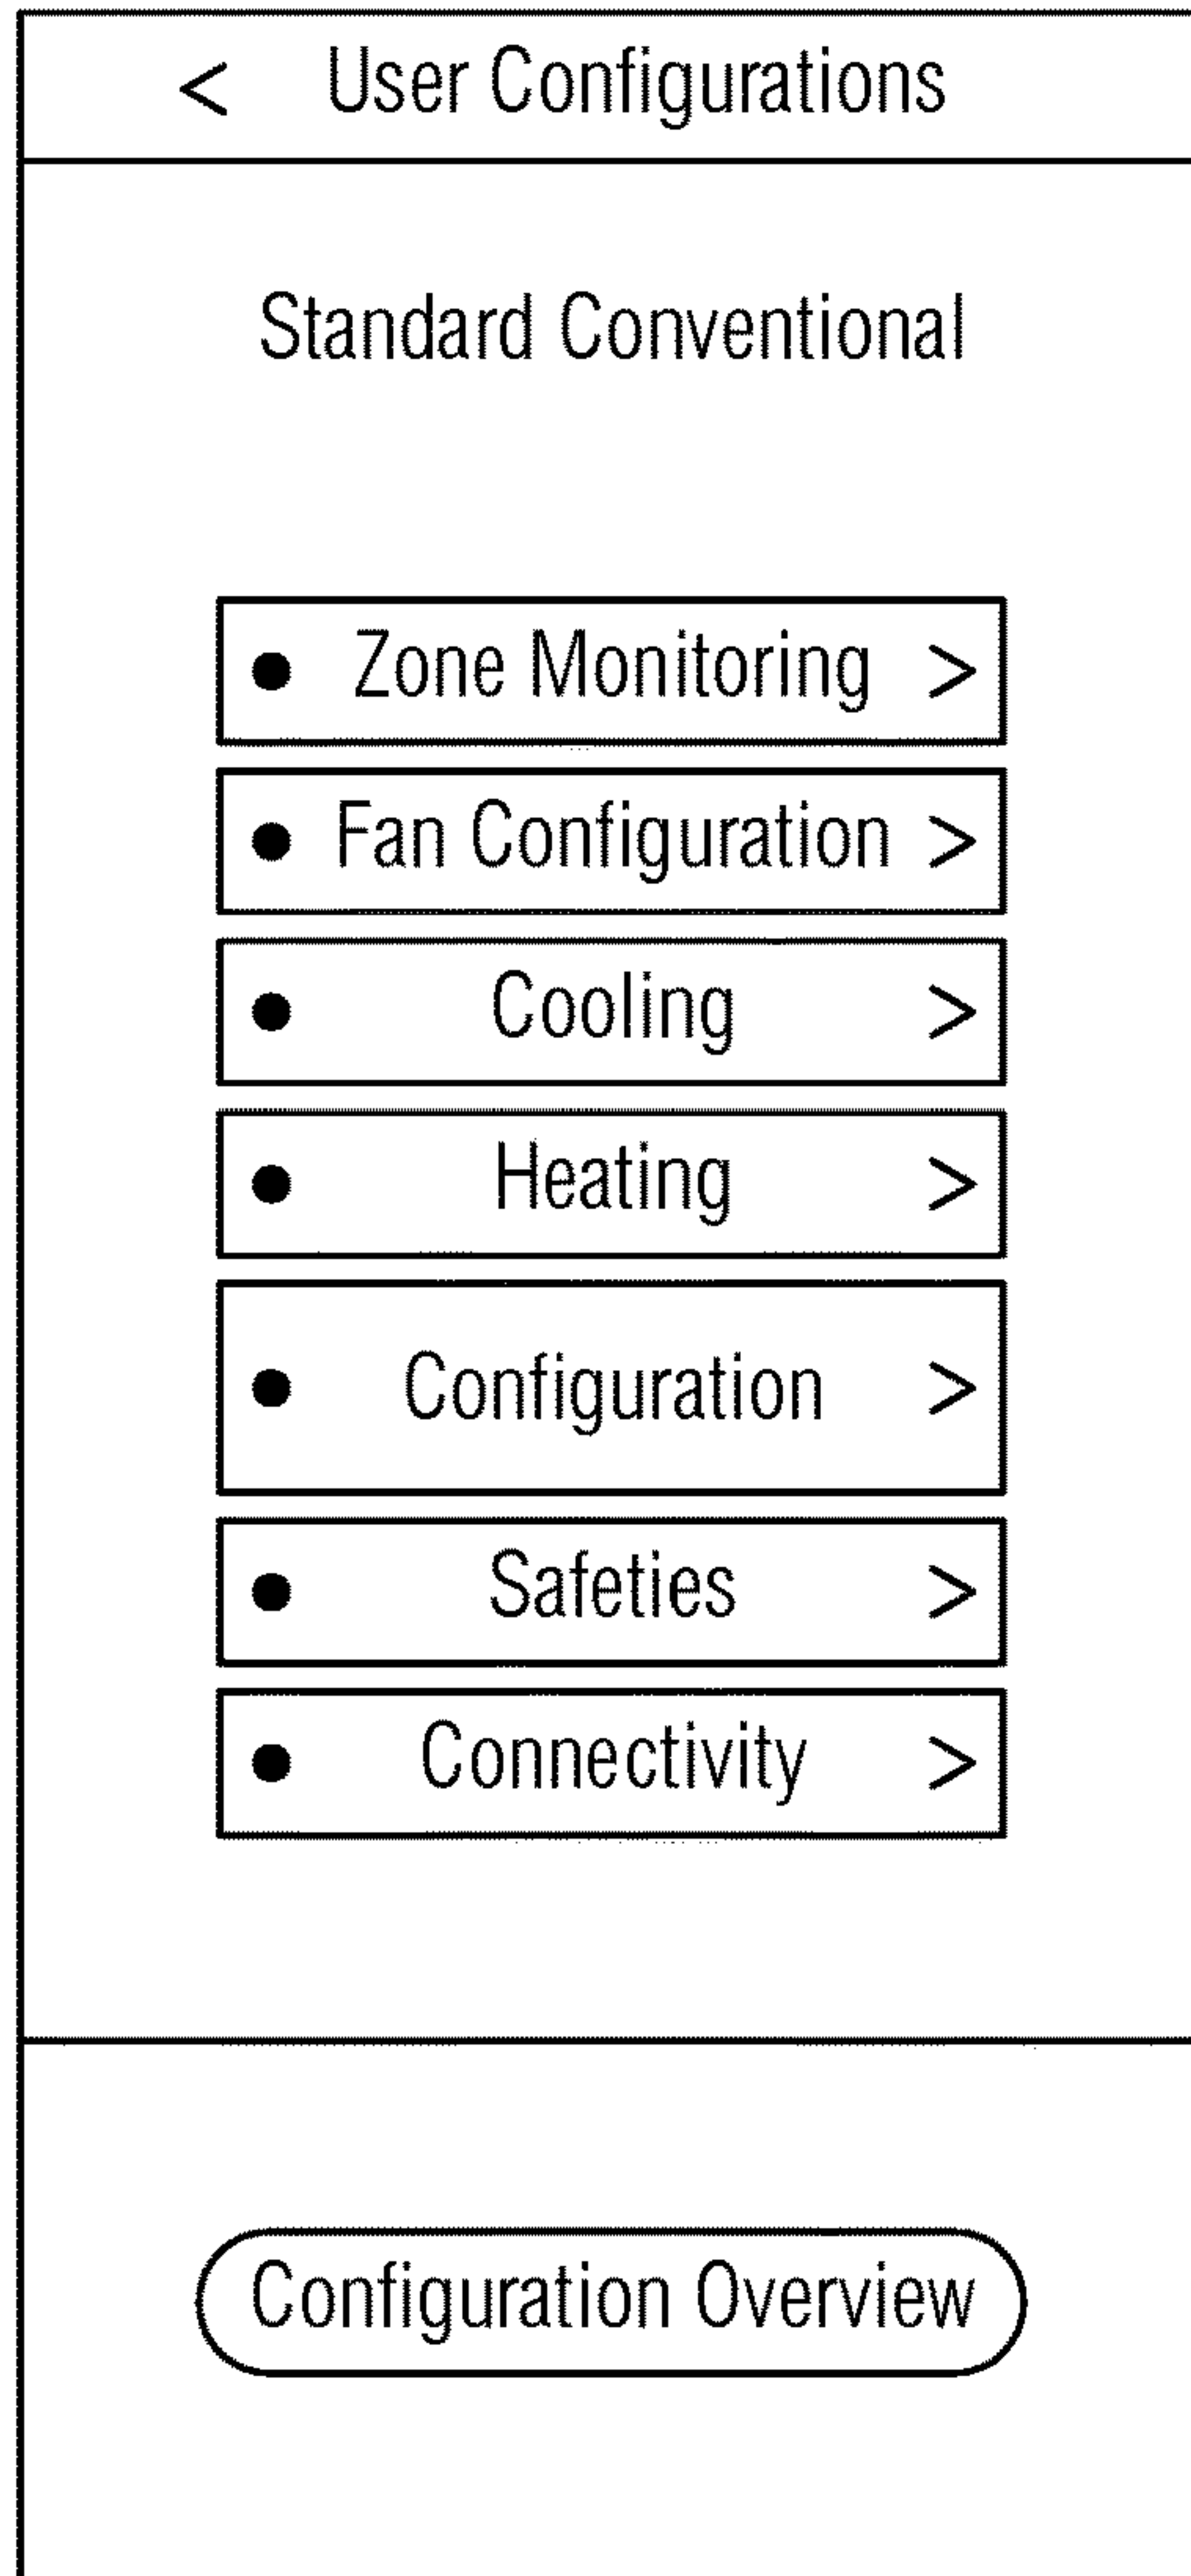 < User Configurations
Standard Conventional
● Zone Monitoring >
● Fan Configuration >
● Cooling >
● Heating >
● Configuration >
● Safeties >
● Connectivity >
Configuration Overview